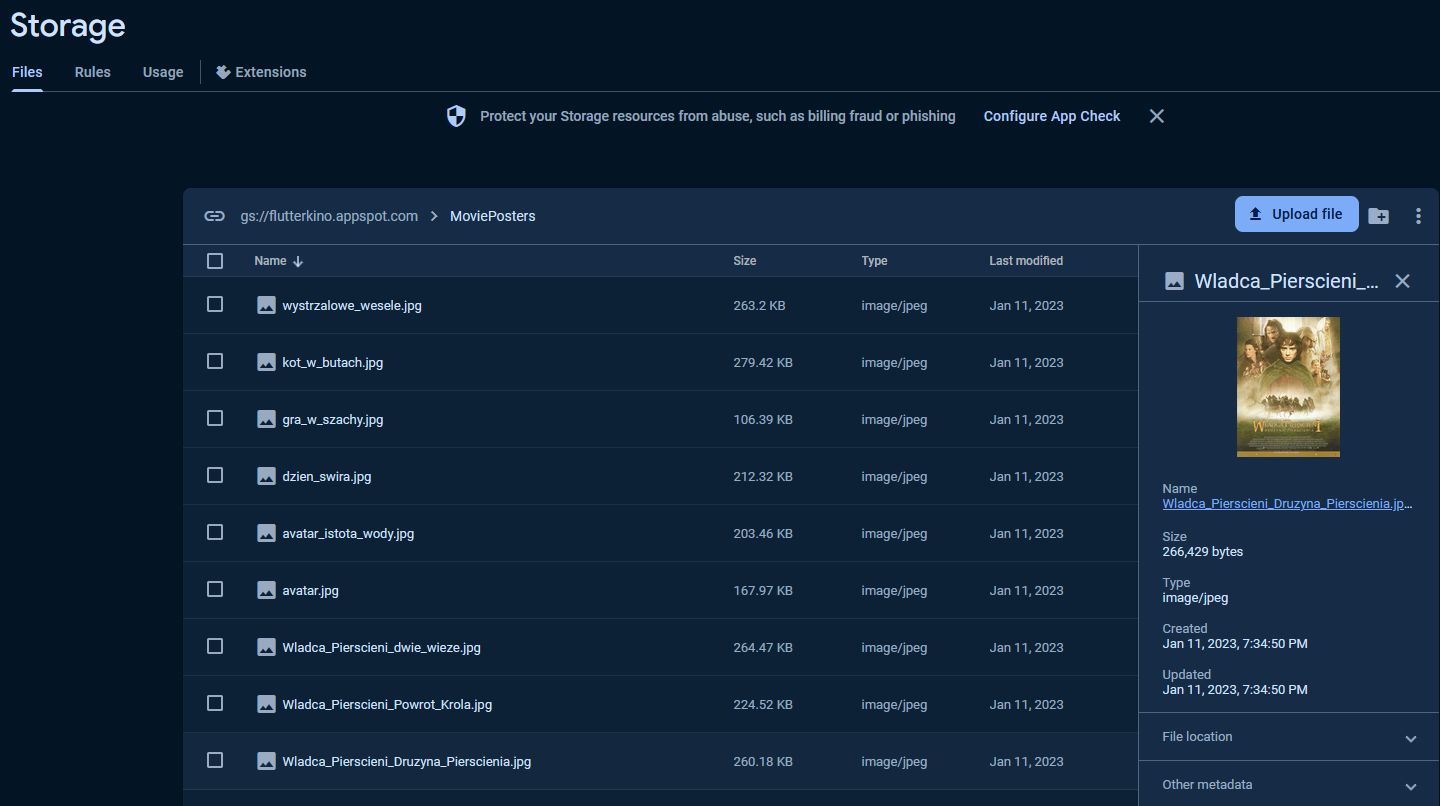 Storage
Files Rules Usage Extensions
Protect your Storage resources from abuse, such as billing fraud or phishing Configure App Check
gs://flutterkino.appspot.com MoviePosters Upload file
Name Size Type Last modified
wystrzalowe_wesele.jpg 263.2 KB image/jpeg Jan 11, 2023
kot_w_butach.jpg 279.42 KB image/jpeg Jan 11, 2023
gra_w_szachy.jpg 106.39 KB image/jpeg Jan 11, 2023
dzien_swira.jpg 212.32 KB image/jpeg Jan 11, 2023
avatar_istota_wody.jpg 203.46 KB image/jpeg Jan 11, 2023
avatar.jpg 167.97 KB image/jpeg Jan 11, 2023
Wladca_Pierscieni_dwie_wieze.jpg 264.47 KB image/jpeg Jan 11, 2023
Wladca_Pierscieni_Powrot_Krola.jpg 224.52 KB image/jpeg Jan 11, 2023
Wladca_Pierscieni_Druzyna_Pierscienia.jpg 260.18 KB image/jpeg Jan 11, 2023
Wladca_Pierscieni_...
Name
Wladca_Pierscieni_Druzyna_Pierscienia.jp...
Size
266,429 bytes
Type
image/jpeg
Created
Jan 11, 2023, 7:34:50 PM
Updated
Jan 11, 2023, 7:34:50 PM
File location
Other metadata